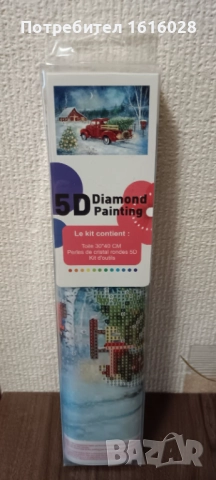 Потребител 1616028
5D Diamond
Painting
Le kit contient :
Toile 30*40 CM
Perles de cristal rondes 5D
Kit d'outils
BAZAR